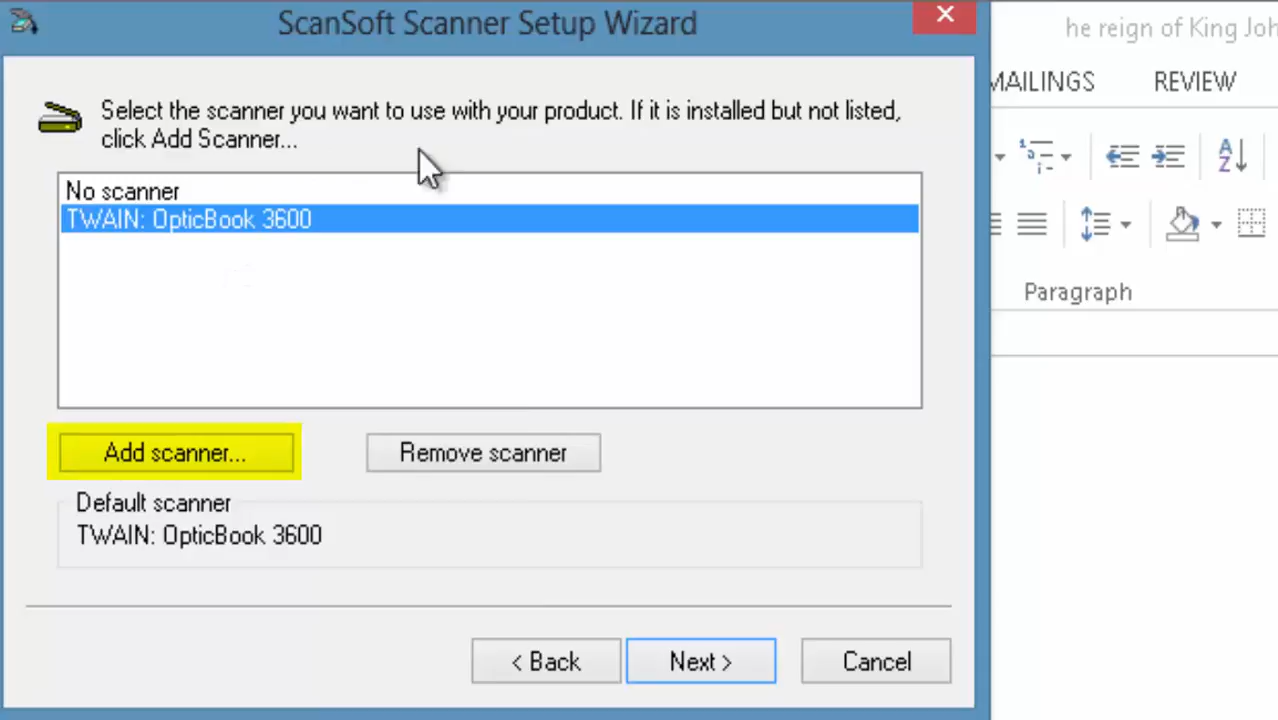 ScanSoft Scanner Setup Wizard
he reign of King Joh
MAILINGS REVIEW
Select the scanner you want to use with your product. If it is installed but not listed,
click Add Scanner...
No scanner
TWAIN: OpticBook 3600
Paragraph
Add scanner... Remove scanner
Default scanner
TWAIN: OpticBook 3600
< Back Next > Cancel